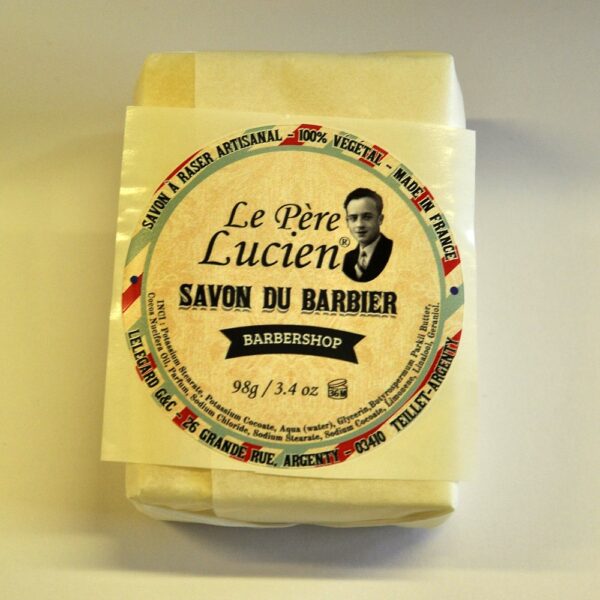 SAVON À RASER ARTISANAL - 100% VÉGÉTAL - MADE IN FRANCE
Le Père
Lucien®
SAVON DU BARBIER
BARBERSHOP
98g / 3.4 oz
36M
INCI : Potassium Stearate, Potassium Cocoate, Aqua (water), Glycerin, Butyrospermum Parkii Butter,
Cocos Nucifera Oil, Parfum, Sodium Chloride, Sodium Stearate, Sodium Cocoate, Limonene, Linalool, Geraniol.
LELEGARD G&C - 26 GRANDE RUE, ARGENTY - 03410 TEILLET-ARGENTY